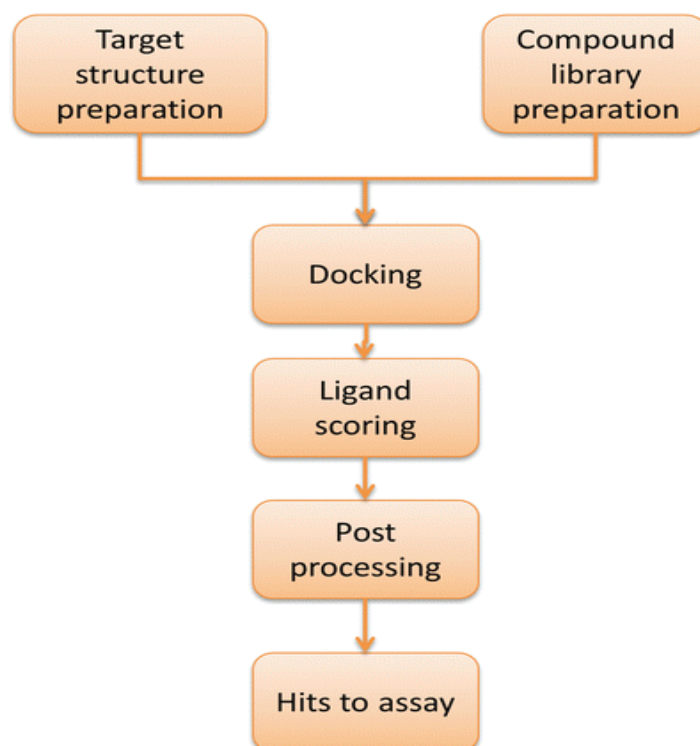 Target
structure
preparation
Compound
library
preparation
Docking
Ligand
scoring
Post
processing
Hits to assay